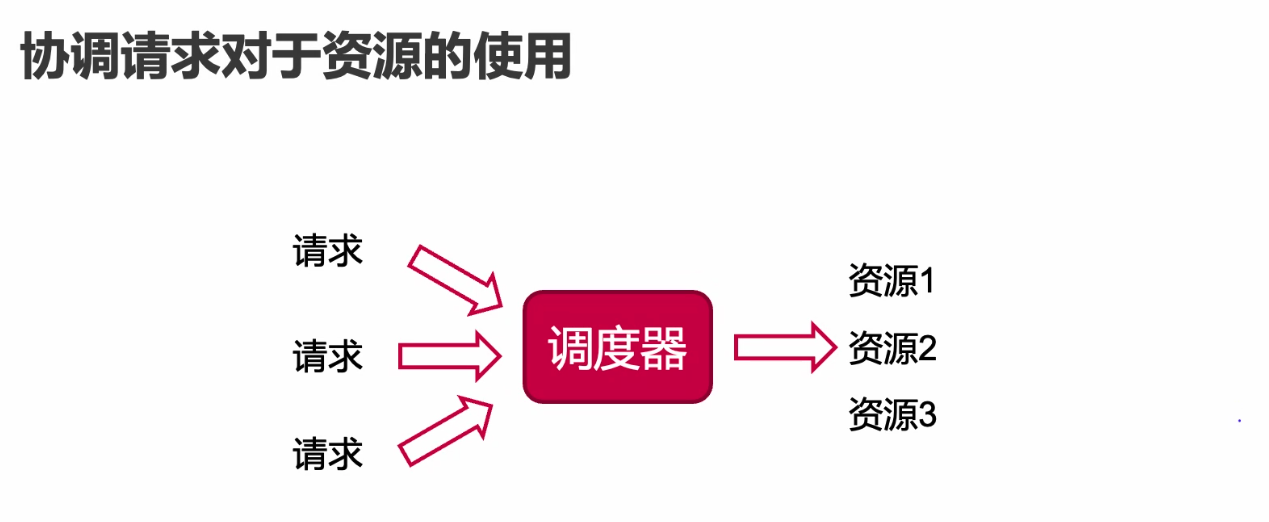 协调请求对于资源的使用
请求
请求
请求
调度器
资源1
资源2
资源3